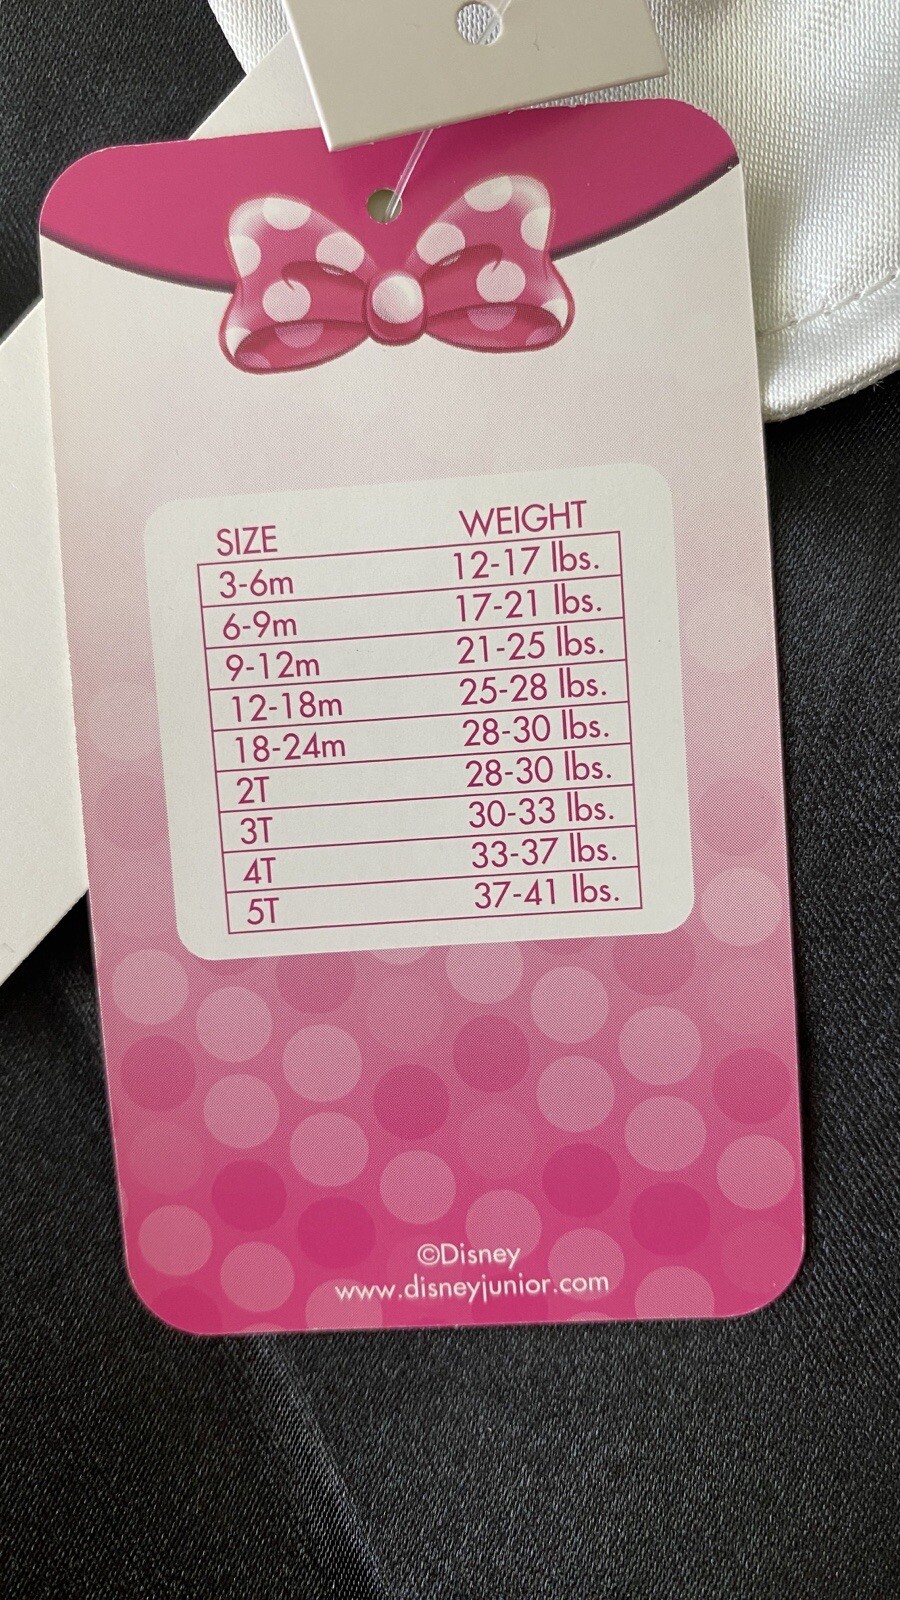 SIZE WEIGHT
3-6m 12-17 lbs.
6-9m 17-21 lbs.
9-12m 21-25 lbs.
12-18m 25-28 lbs.
18-24m 28-30 lbs.
2T 28-30 lbs.
3T 30-33 lbs.
4T 33-37 lbs.
5T 37-41 lbs.
©Disney
www.disneyjunior.com